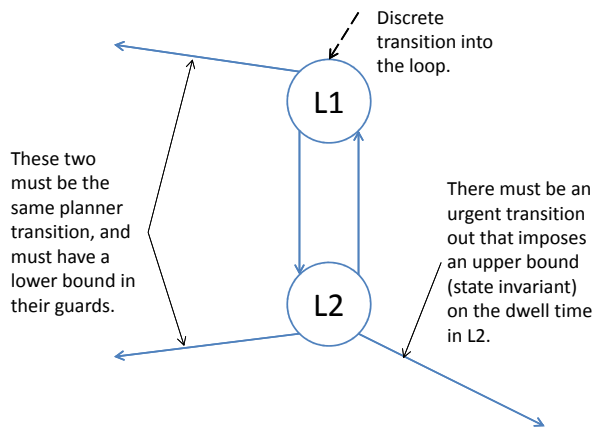 Discrete
transition into
the loop.
L1
These two
must be the
same planner
transition, and
must have a
lower bound in
their guards.
There must be an
urgent transition
out that imposes
an upper bound
(state invariant)
on the dwell time
in L2.
L2